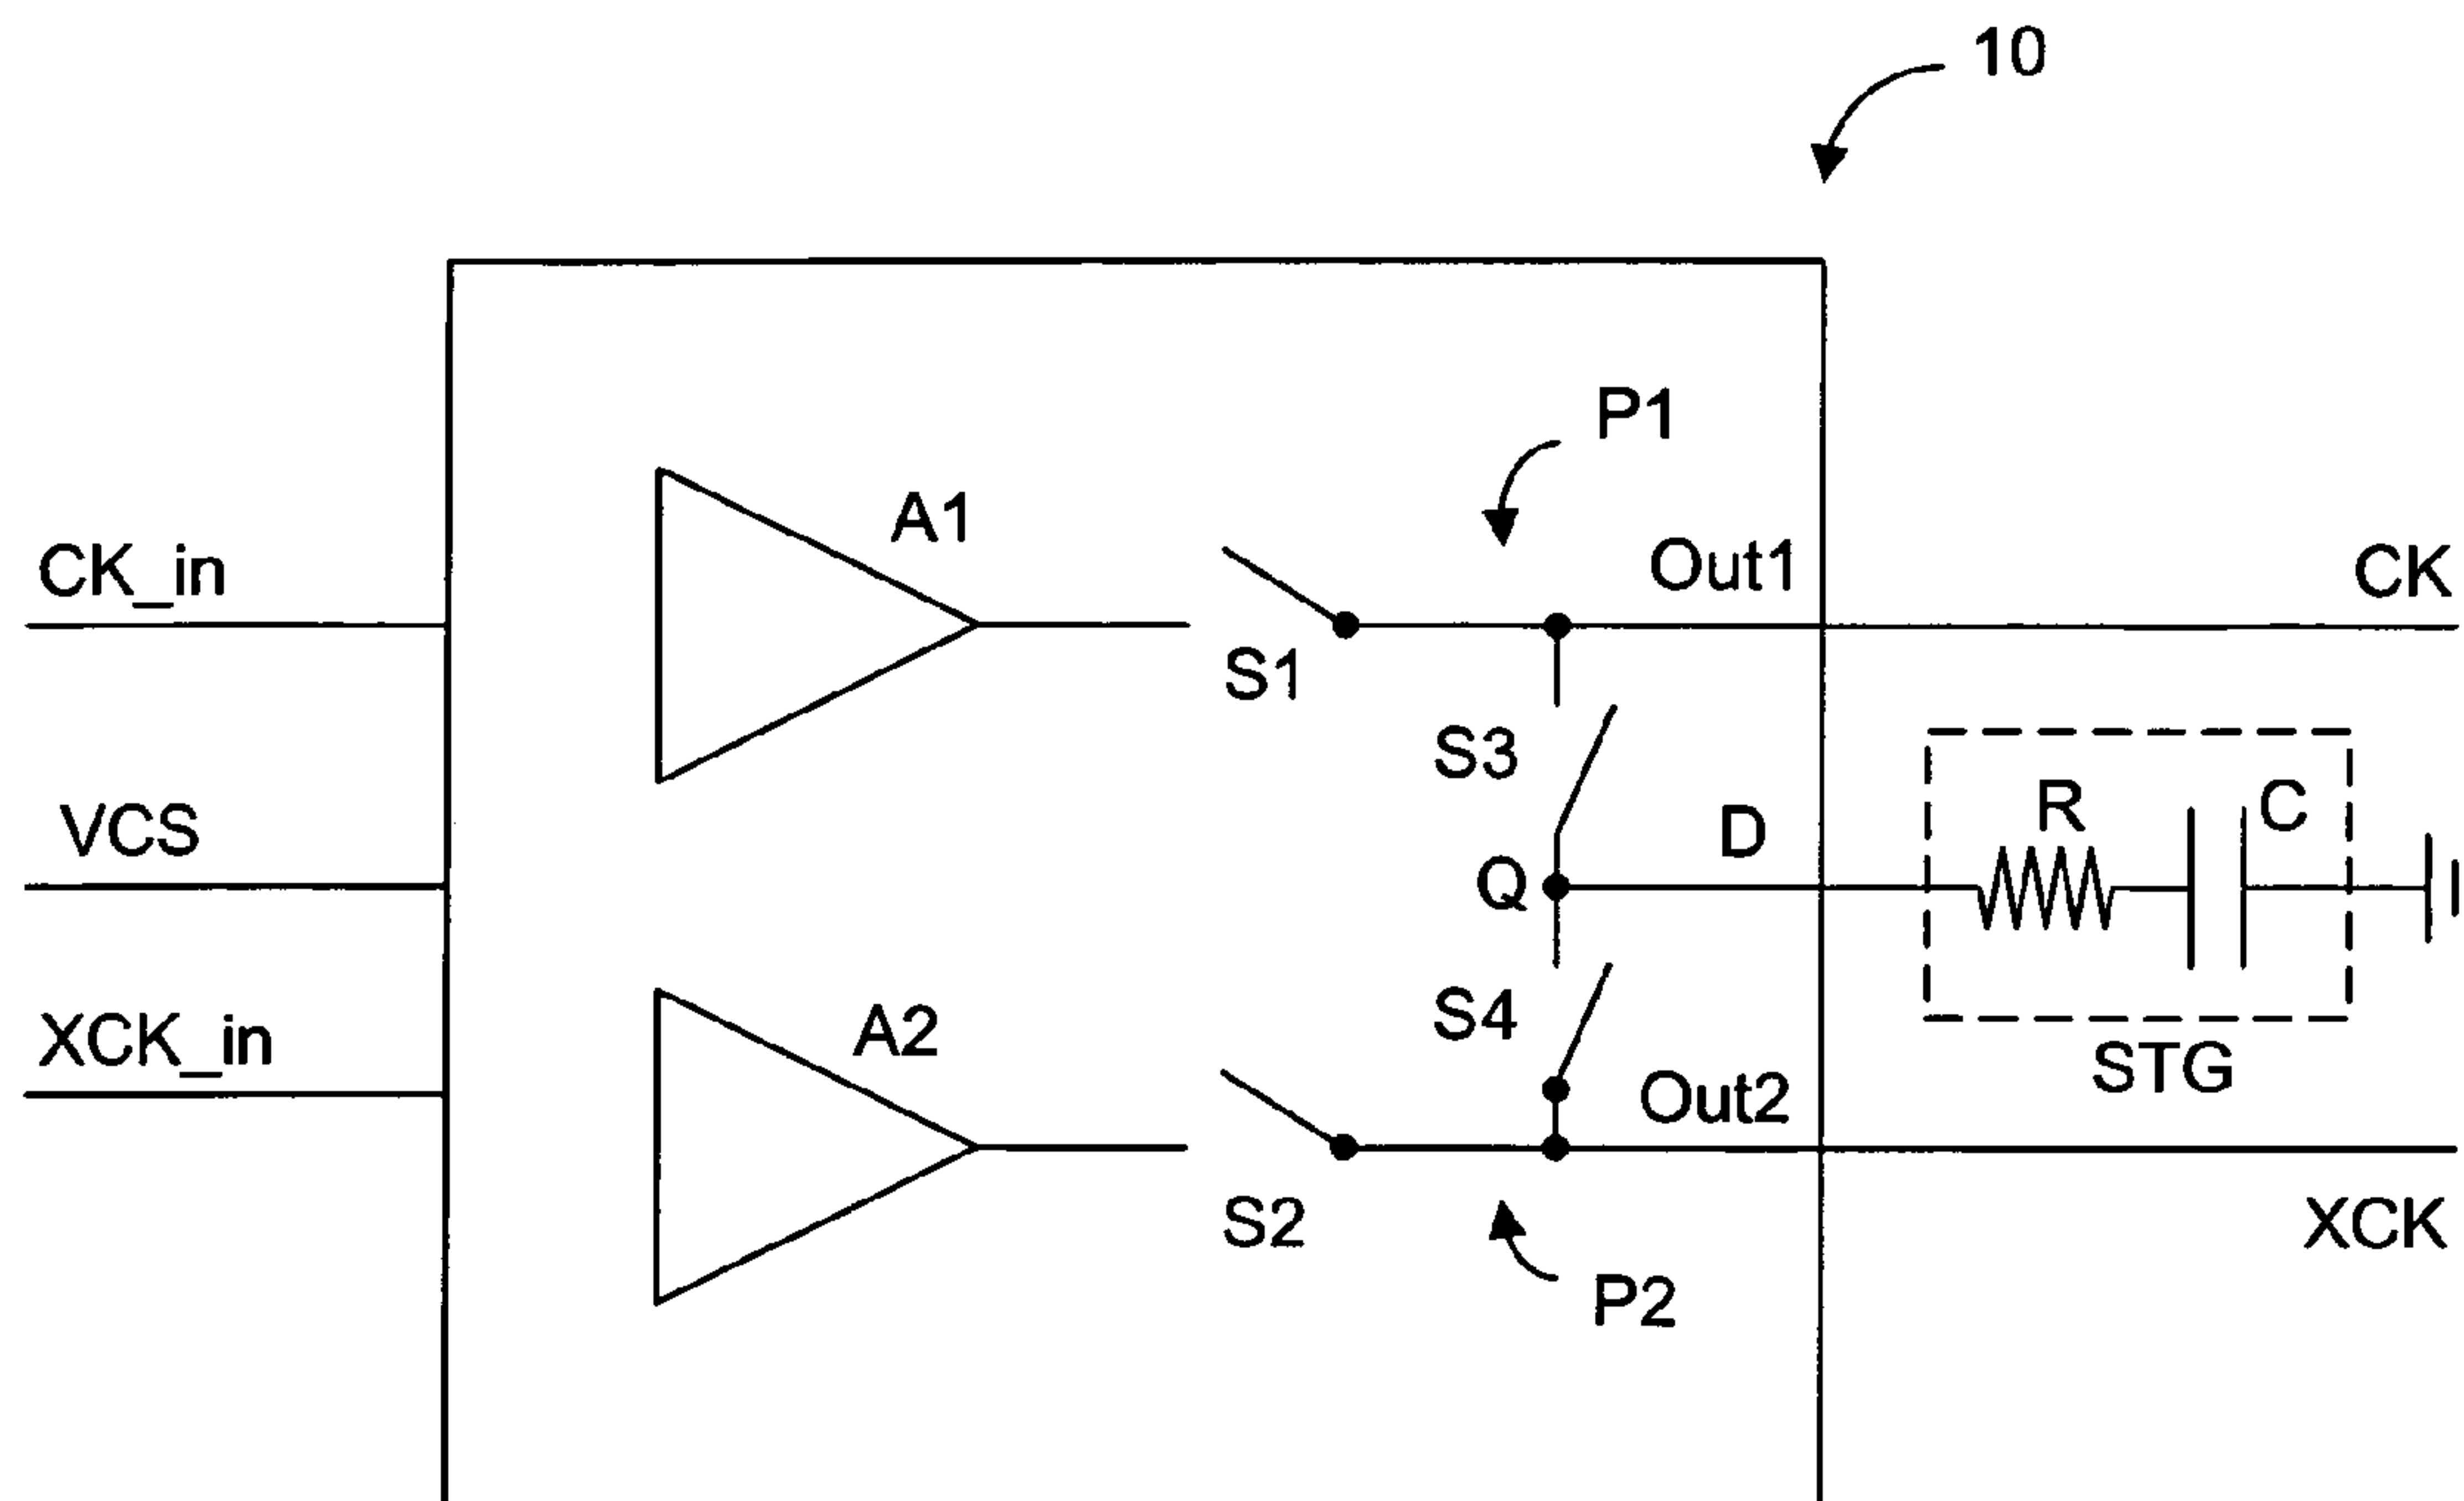 10
P1
A1
Out1
CK_in
CK
S1
S3
R
C
VCS
D
Q
A2
S4
XCK_in
STG
Out2
S2
XCK
P2